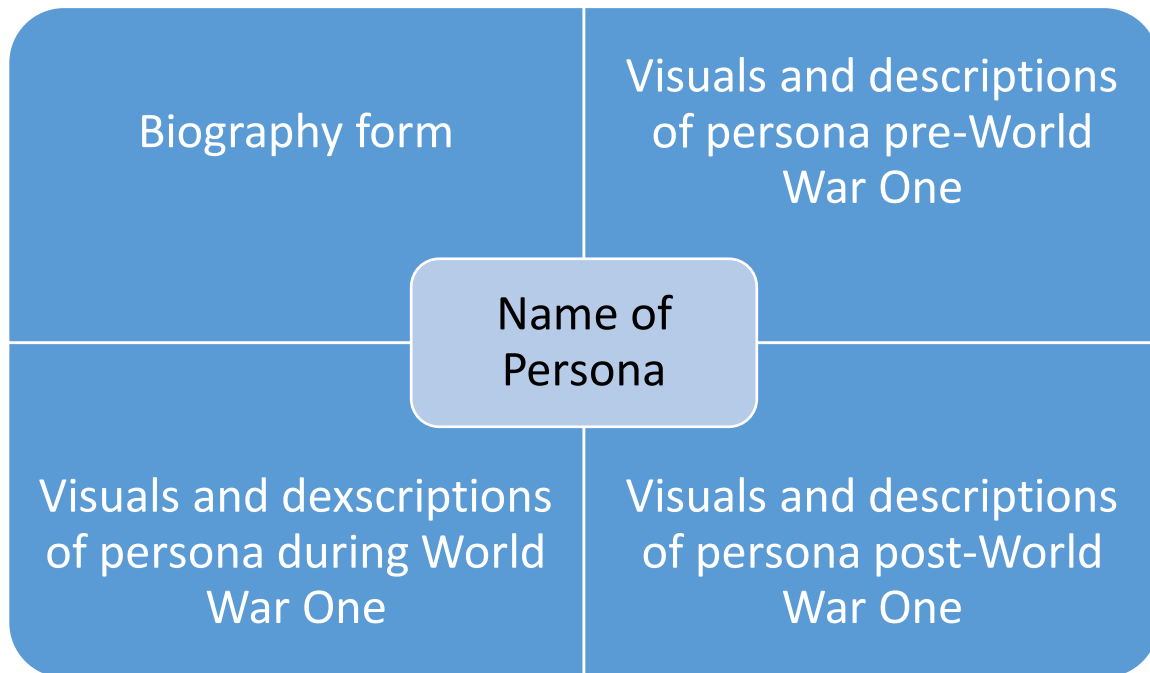 Biography form
Visuals and descriptions
of persona pre-World
War One
Name of
Persona
Visuals and dexscriptions
of persona during World
War One
Visuals and descriptions
of persona post-World
War One